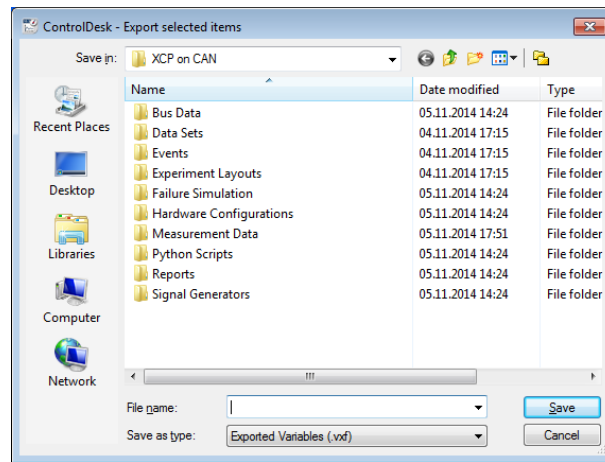 ControlDesk - Export selected items
Save in: XCP on CAN
Name Date modified Type
Bus Data 05.11.2014 14:24 File folder
Data Sets 04.11.2014 17:15 File folder
Events 04.11.2014 17:15 File folder
Experiment Layouts 04.11.2014 17:15 File folder
Failure Simulation 05.11.2014 14:24 File folder
Hardware Configurations 05.11.2014 14:24 File folder
Measurement Data 05.11.2014 17:51 File folder
Python Scripts 05.11.2014 14:24 File folder
Reports 05.11.2014 14:24 File folder
Signal Generators 05.11.2014 14:24 File folder
Recent Places
Desktop
Libraries
Computer
Network
File name: Save
Save as type: Exported Variables (.vxf) Cancel